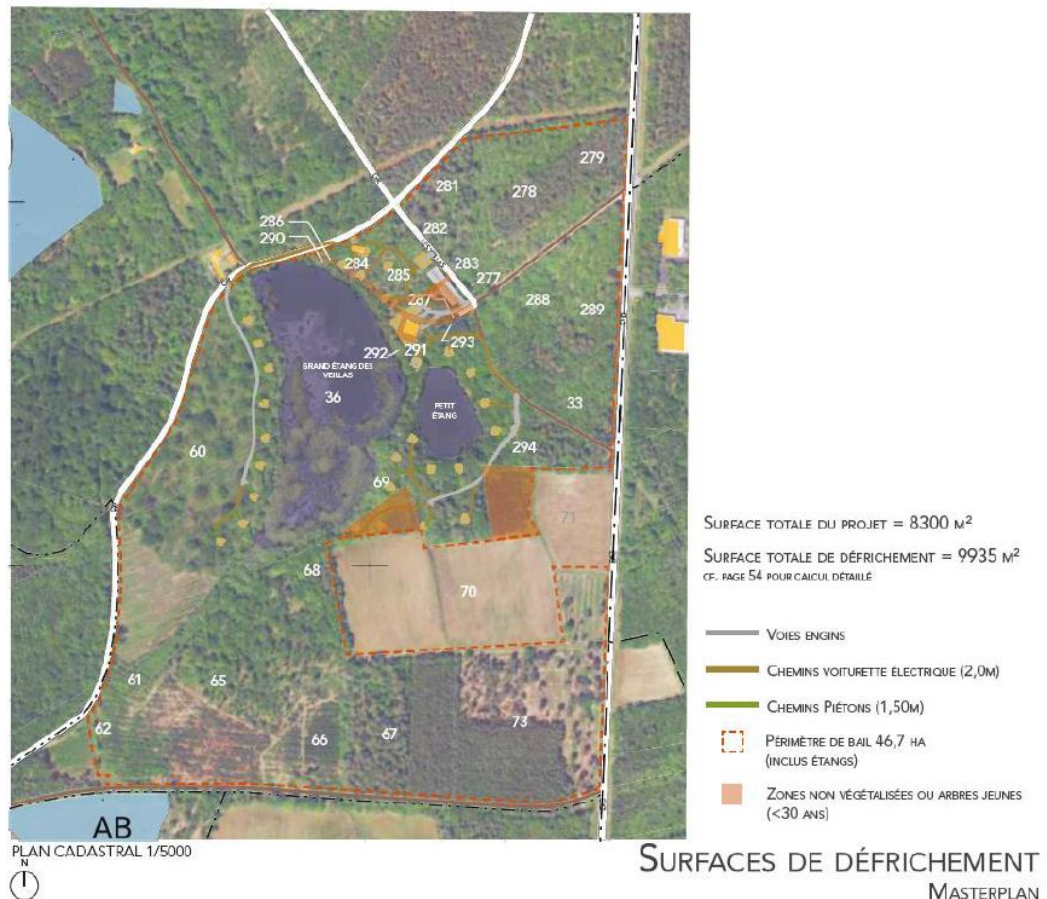 279
281
278
282
286
290
284
285
283
277
287
288
289
293
292
291
GRAND ÉTANG DES
VEILLAS
36
PETIT
ÉTANG
33
294
60
69
71
68
70
61
65
62
66
67
73
AB
PLAN CADASTRAL 1/5000
N
SURFACE TOTALE DU PROJET = 8300 M²
SURFACE TOTALE DE DÉFRICHEMENT = 9935 M²
CF. PAGE 54 POUR CALCUL DÉTAILLÉ
VOIES ENGINS
CHEMINS VOITURETTE ÉLECTRIQUE (2,0M)
CHEMINS PIÉTONS (1,50M)
PÉRIMÈTRE DE BAIL 46,7 HA
(INCLUS ÉTANGS)
ZONES NON VÉGÉTALISÉES OU ARBRES JEUNES
(<30 ANS)
SURFACES DE DÉFRICHEMENT
MASTERPLAN